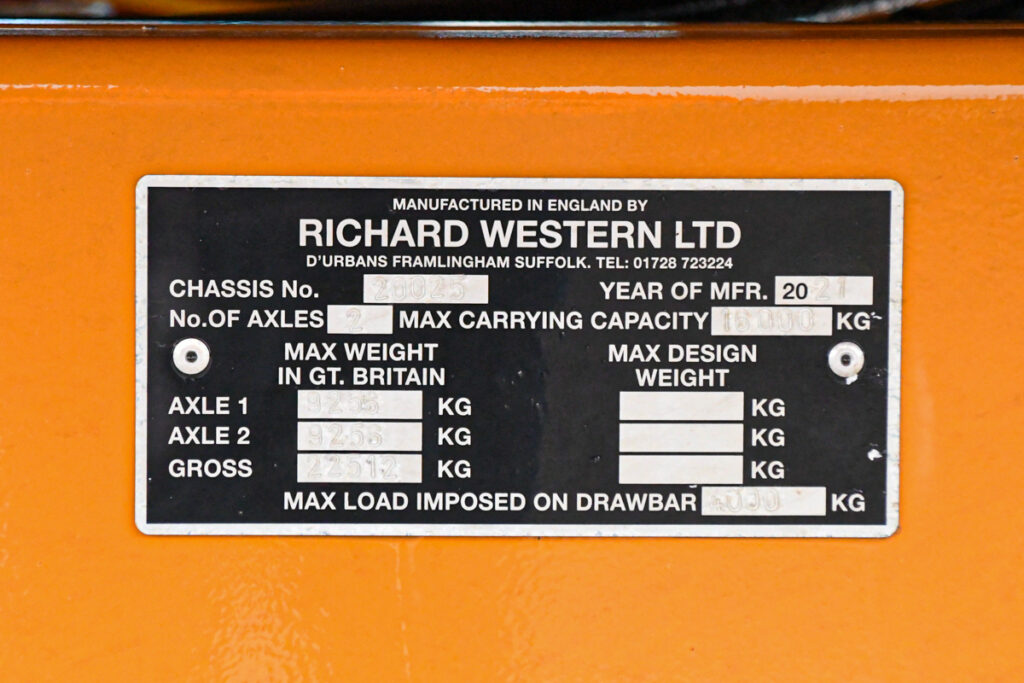 MANUFACTURED IN ENGLAND BY
RICHARD WESTERN LTD
D'URBANS FRAMLINGHAM SUFFOLK. TEL: 01728 723224
CHASSIS No. 20025 YEAR OF MFR. 2021
No.OF AXLES 2 MAX CARRYING CAPACITY 16000 KG
MAX WEIGHT IN GT. BRITAIN MAX DESIGN WEIGHT
AXLE 1 9256 KG KG
AXLE 2 9256 KG KG
GROSS 22512 KG KG
MAX LOAD IMPOSED ON DRAWBAR 4000 KG